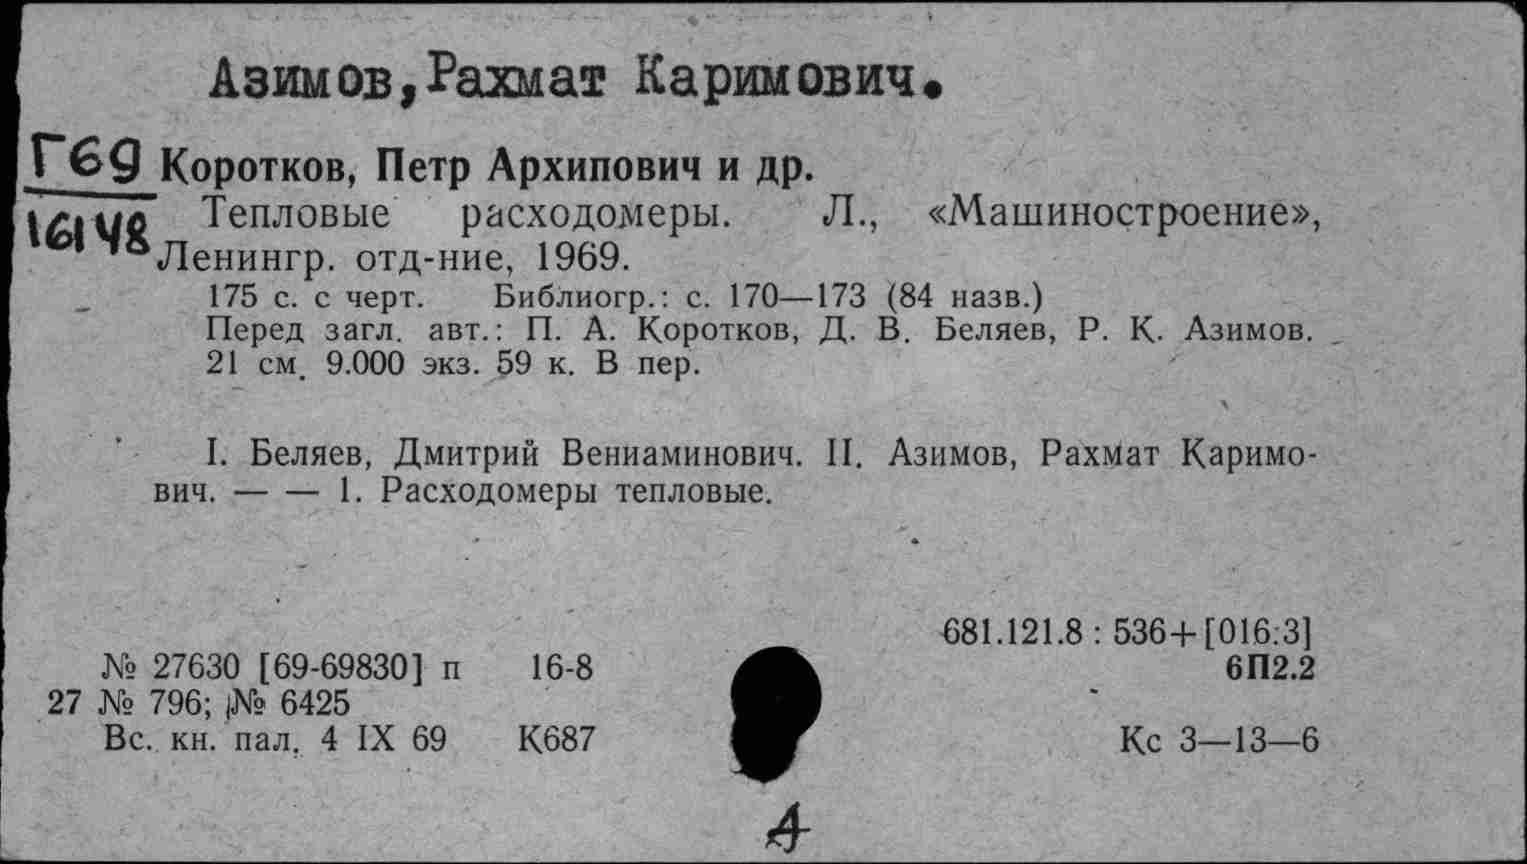 Азимов, Рахмат Каримович.
Г69
16148
Коротков, Петр Архипович и др.
Тепловые расходомеры. Л., «Машиностроение»,
Ленингр. отд-ние, 1969.
175 с. с черт. Библиогр.: с. 170—173 (84 назв.)
Перед загл. авт.: П. А. Коротков, Д. В. Беляев, Р. К. Азимов.
21 см. 9.000 экз. 59 к. В пер.
I. Беляев, Дмитрий Вениаминович. II. Азимов, Рахмат Каримо-
вич. — — 1. Расходомеры тепловые.
681.121.8 : 536+[016:3]
№ 27630 [69-69830] п 16-8 6П2.2
27 № 796; № 6425
Вс. кн. пал. 4 IX 69 К687 Кс 3—13—6
А